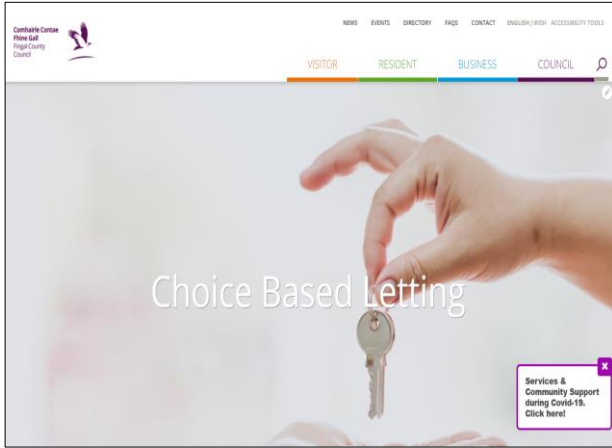 Comhairle Contae
Fhine Gall
Fingal County
Council
NEWS EVENTS DIRECTORY FAQS CONTACT ENGLISH / IRISH ACCESSIBILITY TOOLS
VISITOR RESIDENT BUSINESS COUNCIL
Choice Based Letting
x
Services &
Community Support
during Covid-19.
Click here!